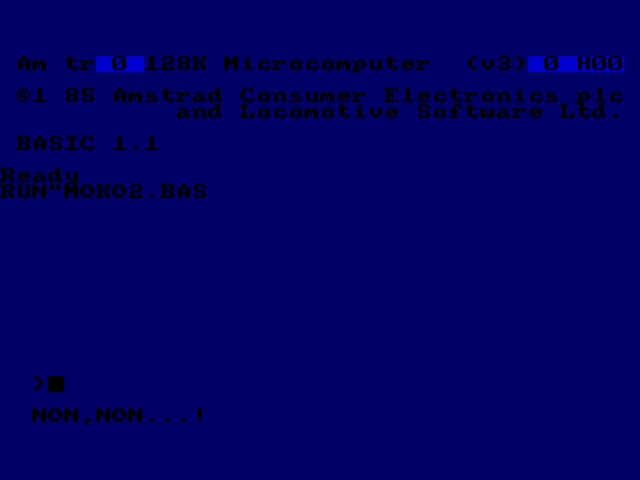 Am tr 0 128K Microcomputer (v3) 0 H00
©1 85 Amstrad Consumer Electronics plc
and Locomotive Software Ltd.
BASIC 1.1
Ready
RUN"MOKO2.BAS
>
NON,NON...!